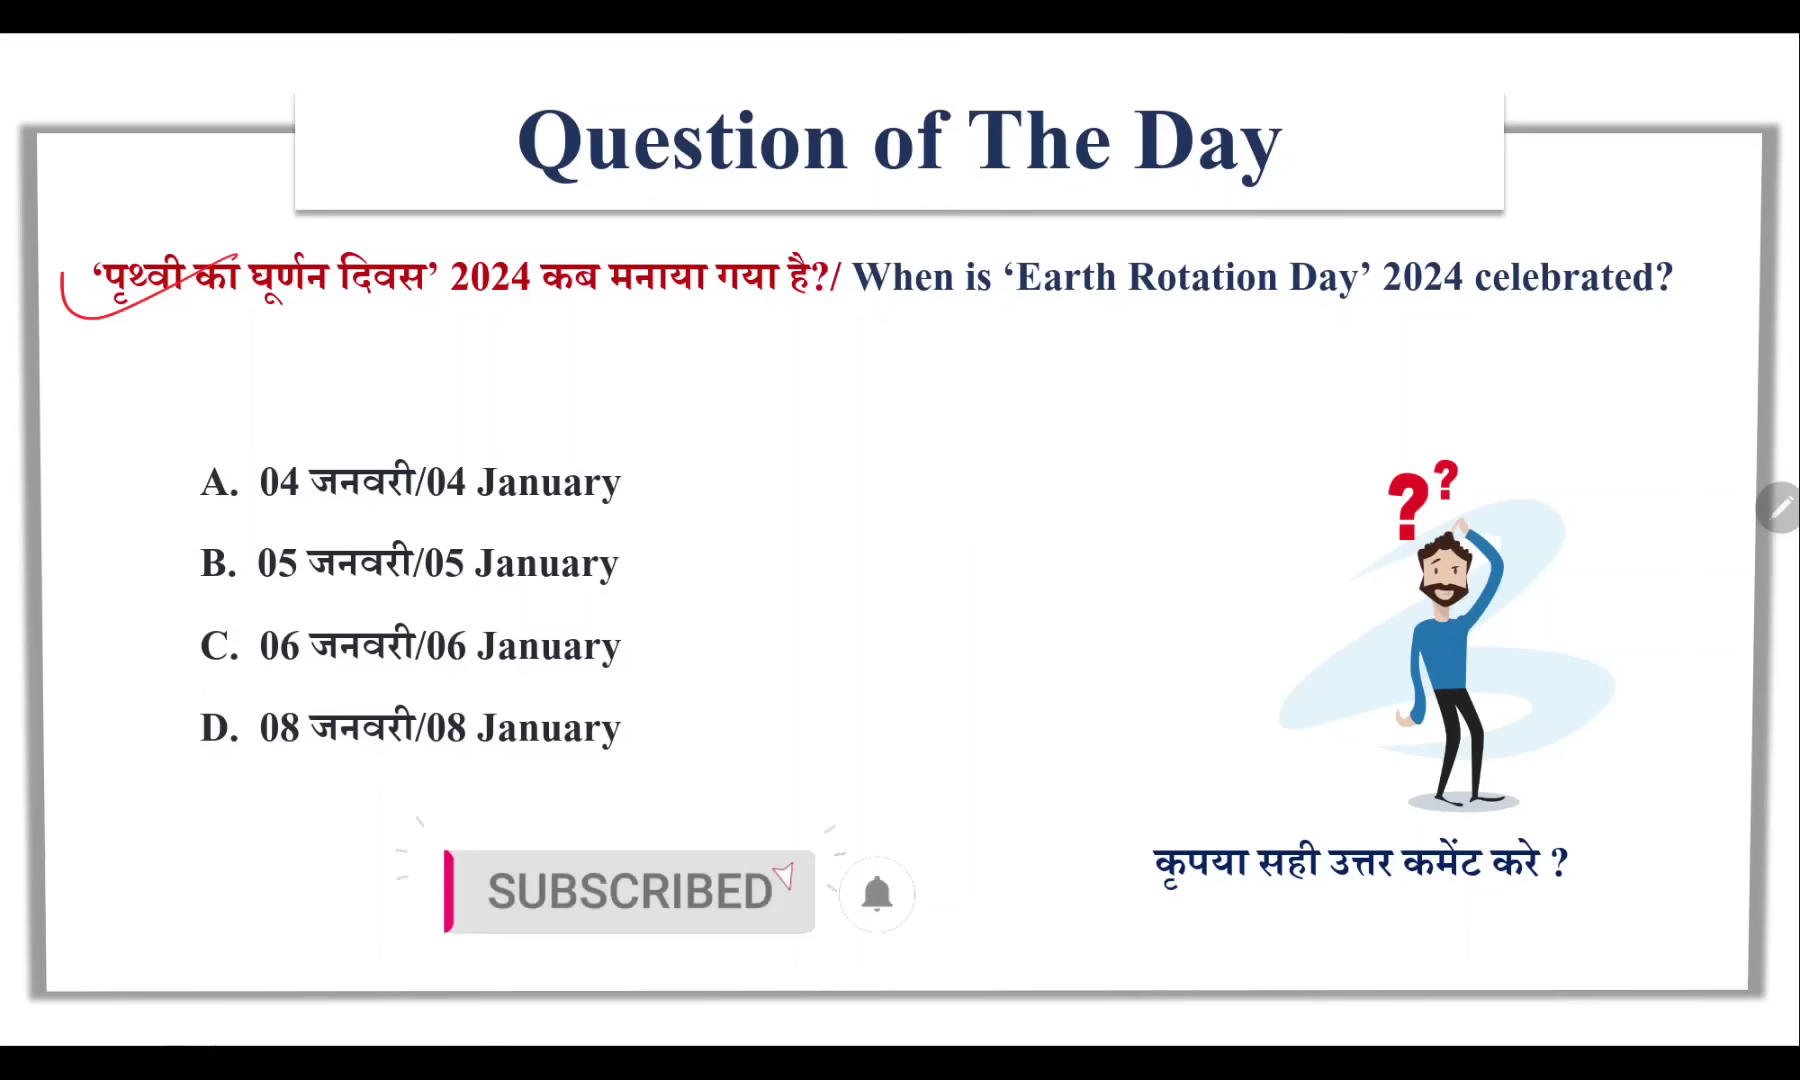 Question of The Day
‘पृथ्वी का घूर्णन दिवस’ 2024 कब मनाया गया है?/ When is ‘Earth Rotation Day’ 2024 celebrated?
A. 04 जनवरी/04 January
B. 05 जनवरी/05 January
C. 06 जनवरी/06 January
D. 08 जनवरी/08 January
??
कृपया सही उत्तर कमेंट करे ?
SUBSCRIBED